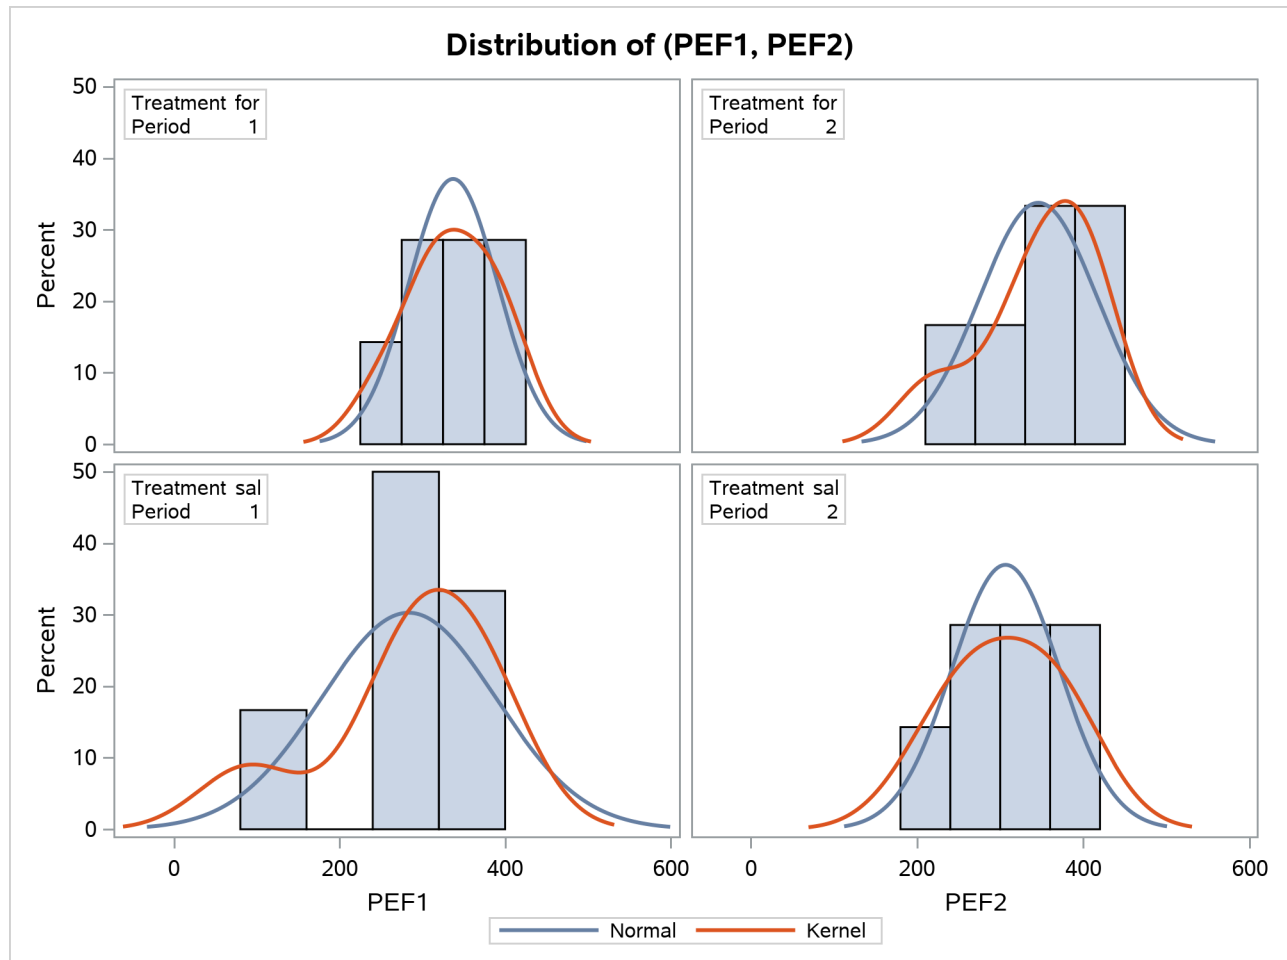 Distribution of (PEF1, PEF2)
50
40
30
20
10
0
Percent
Treatment for
Period 1
Treatment for
Period 2
50
40
30
20
10
0
Percent
Treatment sal
Period 1
Treatment sal
Period 2
0 200 400 600
0 200 400 600
PEF1
PEF2
Normal Kernel